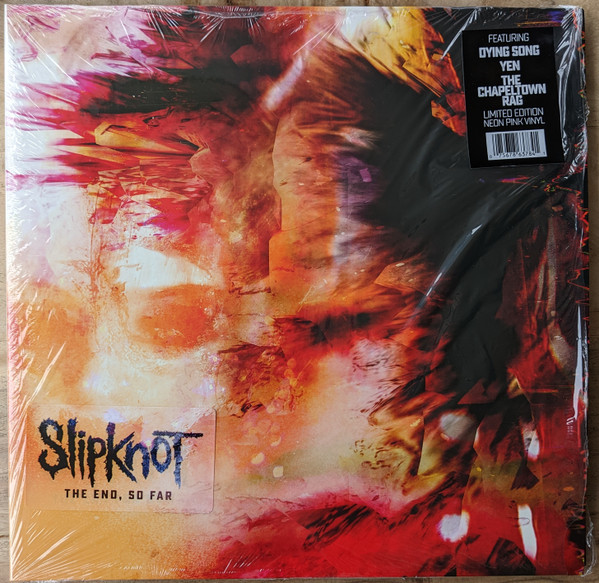 FEATURING
DYING SONG
YEN
THE
CHAPELTOWN
RAG
LIMITED EDITION
NEON PINK VINYL
Slipknot
THE END, SO FAR